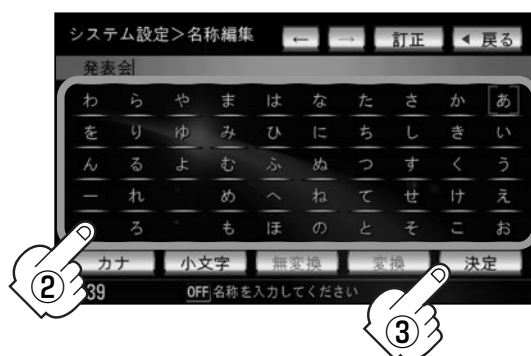 システム設定＞名称編集 ← → 訂正 ◀ 戻る
発表会
わ ら や ま は な た さ か あ
を り ゆ み ひ に ち し き い
ん る よ む ふ ぬ つ す く う
ー れ め へ ね て せ け え
ろ も ほ の と そ こ お
カナ 小文字 無変換 変換 決定
:39 OFF 名称を入力してください
② ③